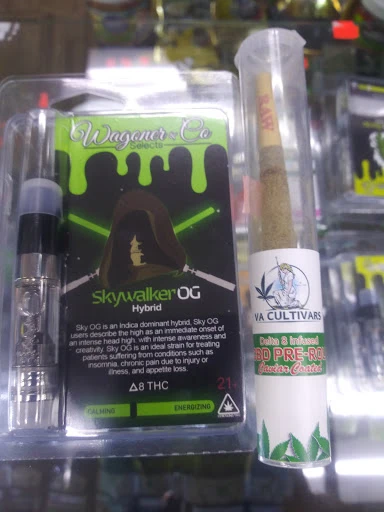 Wagoner & Co
Selects
skywalker OG
Hybrid
Sky OG is an Indica dominant hybrid. Sky OG
users describe the high as an immediate onset of
an intense head high, with intense awareness and
creativity. Sky OG is an ideal strain for treating
patients suffering from conditions such as
insomnia, chronic pain due to injury or
illness, and appetite loss.
Δ8 THC
21+
CALMING
ENERGIZING
RAW
VA CULTIVARS
Delta 8 Infused
CBD PRE-ROLL
Caviar Coated